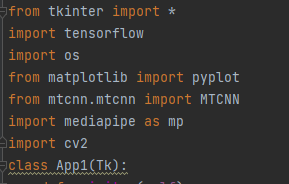 from tkinter import *
import tensorflow
import os
from matplotlib import pyplot
from mtcnn.mtcnn import MTCNN
import mediapipe as mp
import cv2
class App1(Tk):